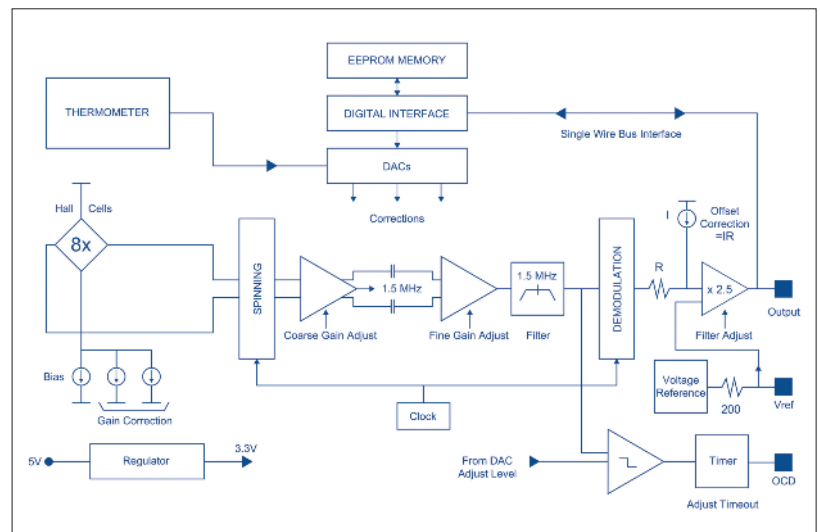 EEPROM MEMORY
THERMOMETER
DIGITAL INTERFACE
Single Wire Bus Interface
DACs
Corrections
Hall Cells
8x
I
Offset
Correction
=IR
SPINNING
1.5 MHz
1.5 MHz
DEMODULATION
R
x 2.5
Output
Coarse Gain Adjust
Fine Gain Adjust
Filter
Filter Adjust
Bias
Gain Correction
Clock
Voltage
Reference
200
Vref
5V
Regulator
3.3V
From DAC
Adjust Level
Timer
OCD
Adjust Timeout